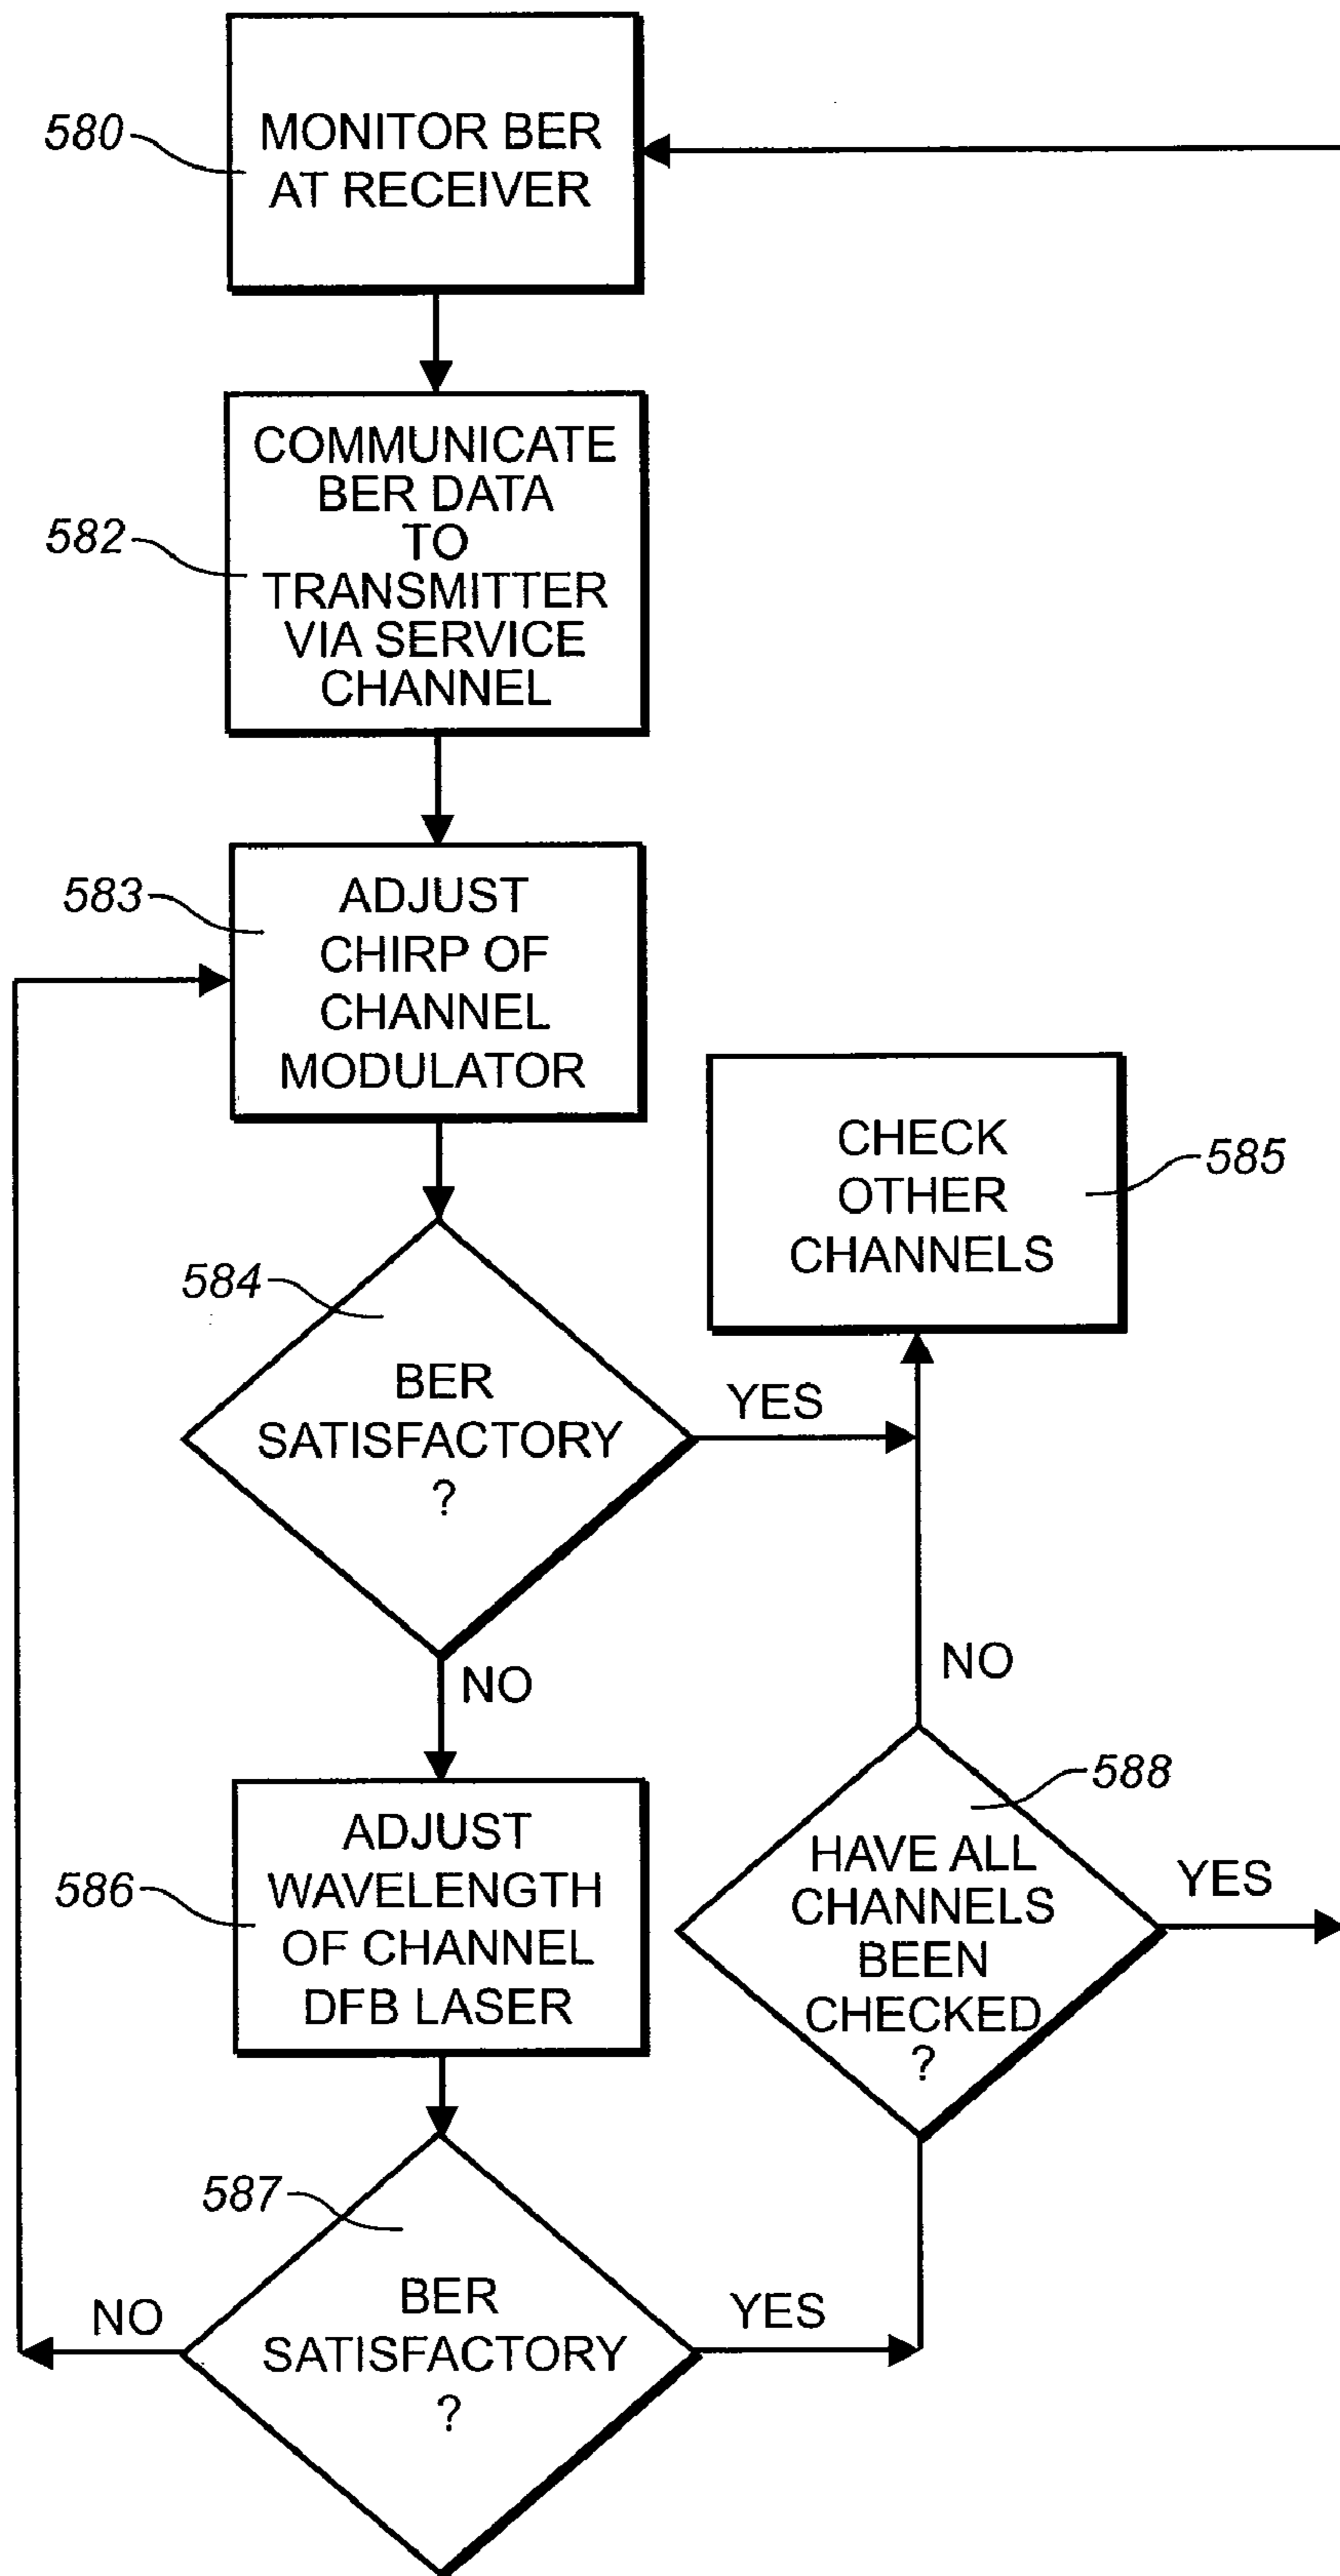 580
MONITOR BER
AT RECEIVER
582
COMMUNICATE
BER DATA
TO
TRANSMITTER
VIA SERVICE
CHANNEL
583
ADJUST
CHIRP OF
CHANNEL
MODULATOR
CHECK
OTHER
CHANNELS
585
584
BER
SATISFACTORY
?
YES
NO
NO
586
ADJUST
WAVELENGTH
OF CHANNEL
DFB LASER
588
HAVE ALL
CHANNELS
BEEN
CHECKED
?
YES
587
BER
SATISFACTORY
?
NO
YES